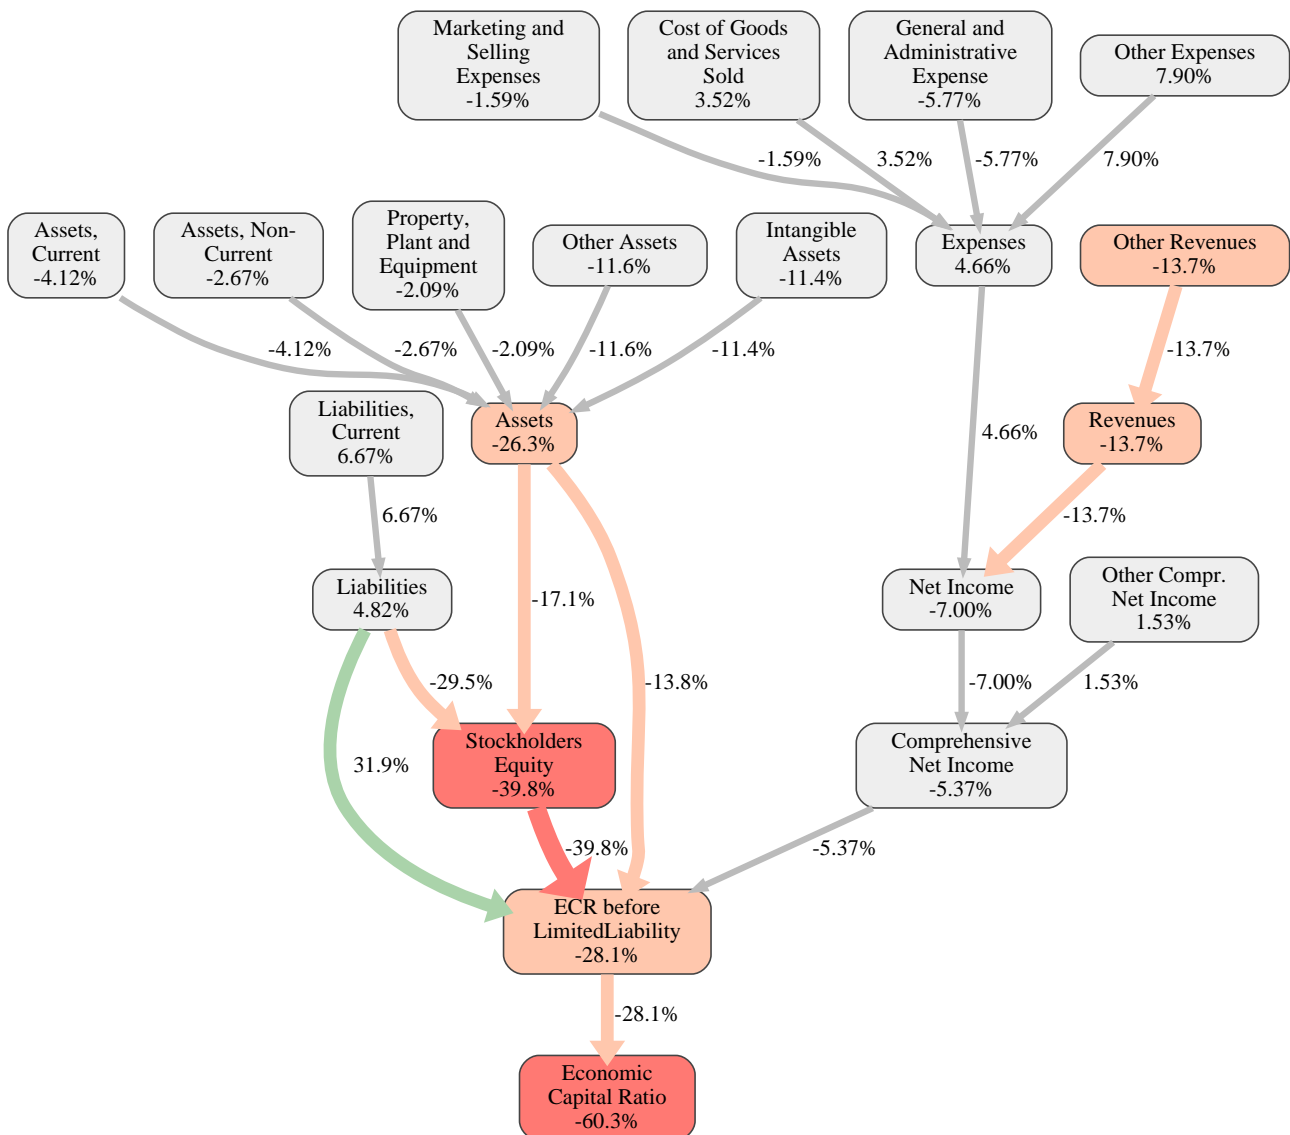 Marketing and
Selling
Expenses
-1.59%
Cost of Goods
and Services
Sold
3.52%
General and
Administrative
Expense
-5.77%
Other Expenses
7.90%
-1.59%
3.52%
-5.77%
7.90%
Assets,
Current
-4.12%
Assets, Non-
Current
-2.67%
Property,
Plant and
Equipment
-2.09%
Other Assets
-11.6%
Intangible
Assets
-11.4%
Expenses
4.66%
Other Revenues
-13.7%
-4.12%
-2.67%
-2.09%
-11.6%
-11.4%
-13.7%
Liabilities,
Current
6.67%
Assets
-26.3%
4.66%
Revenues
-13.7%
6.67%
-13.7%
Liabilities
4.82%
-17.1%
Net Income
-7.00%
Other Compr.
Net Income
1.53%
-29.5%
-13.8%
-7.00%
1.53%
31.9%
Stockholders
Equity
-39.8%
Comprehensive
Net Income
-5.37%
-39.8%
-5.37%
ECR before
LimitedLiability
-28.1%
-28.1%
Economic
Capital Ratio
-60.3%